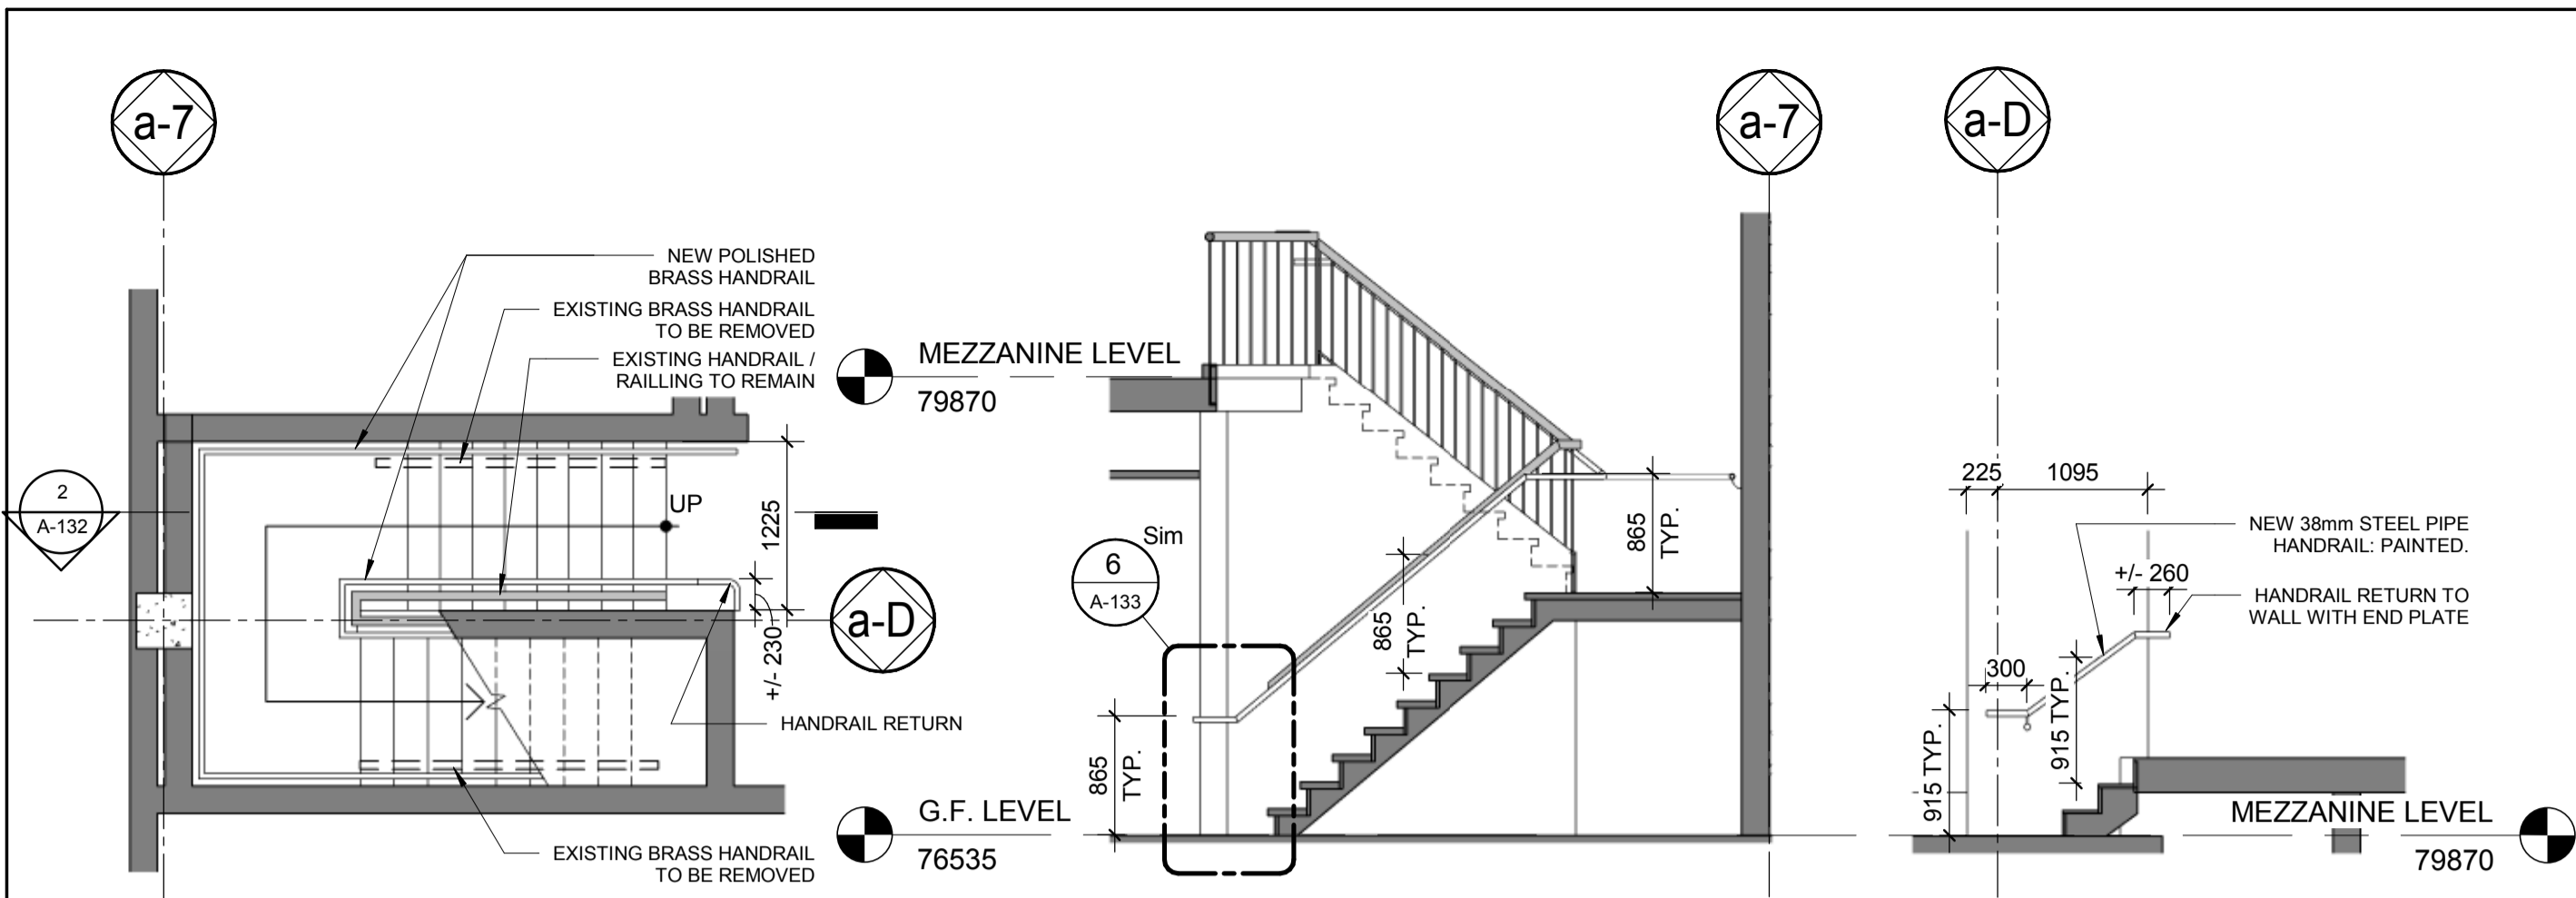 a-7
NEW POLISHED
BRASS HANDRAIL
EXISTING BRASS HANDRAIL
TO BE REMOVED
EXISTING HANDRAIL /
RAILLING TO REMAIN
2
A-132
UP
1225
+/- 230
a-D
HANDRAIL RETURN
EXISTING BRASS HANDRAIL
TO BE REMOVED
a-7
MEZZANINE LEVEL
79870
Sim
6
A-133
865
TYP.
865
TYP.
865
TYP.
G.F. LEVEL
76535
a-D
225
1095
NEW 38mm STEEL PIPE
HANDRAIL: PAINTED.
+/- 260
HANDRAIL RETURN TO
WALL WITH END PLATE
300
915 TYP.
915 TYP.
MEZZANINE LEVEL
79870